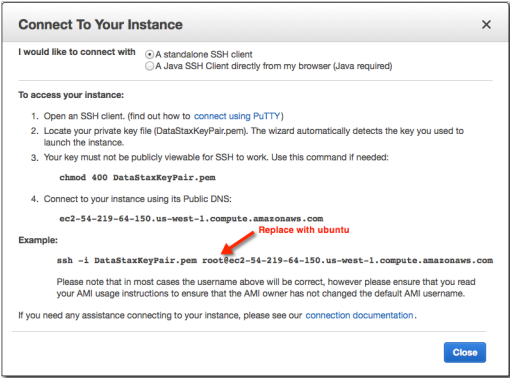 Connect To Your Instance
×
I would like to connect with
A standalone SSH client
A Java SSH Client directly from my browser (Java required)
To access your instance:
1. Open an SSH client. (find out how to connect using PuTTY)
2. Locate your private key file (DataStaxKeyPair.pem). The wizard automatically detects the key you used to
launch the instance.
3. Your key must not be publicly viewable for SSH to work. Use this command if needed:
chmod 400 DataStaxKeyPair.pem
4. Connect to your instance using its Public DNS:
ec2-54-219-64-150.us-west-1.compute.amazonaws.com
Replace with ubuntu
Example:
ssh -i DataStaxKeyPair.pem root@ec2-54-219-64-150.us-west-1.compute.amazonaws.com
Please note that in most cases the username above will be correct, however please ensure that you read
your AMI usage instructions to ensure that the AMI owner has not changed the default AMI username.
If you need any assistance connecting to your instance, please see our connection documentation.
Close